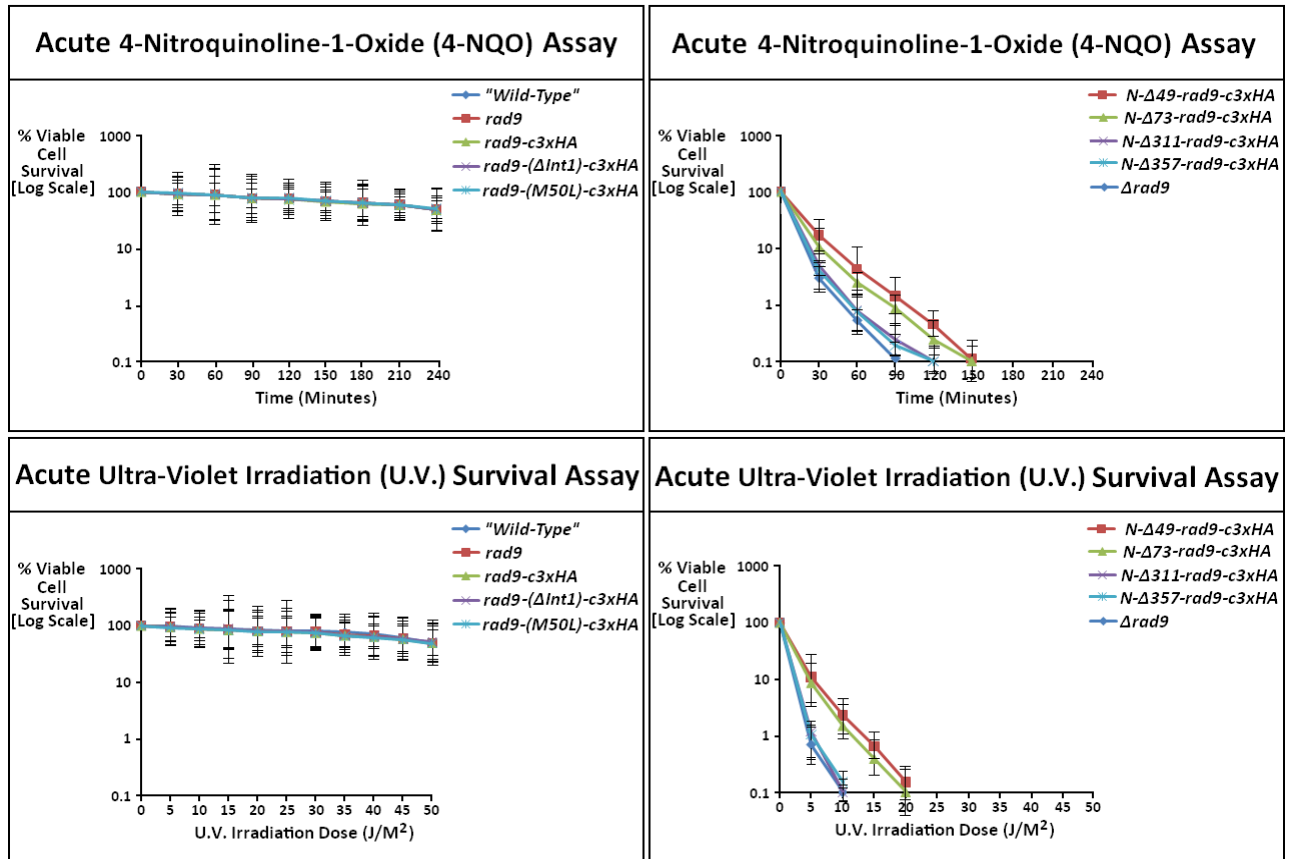 Acute 4-Nitroquinoline-1-Oxide (4-NQO) Assay
% Viable
Cell
Survival
[Log Scale]
1000
100
10
1
0.1
0 30 60 90 120 150 180 210 240
Time (Minutes)
"Wild-Type"
rad9
rad9-c3xHA
rad9-(ΔInt1)-c3xHA
rad9-(M50L)-c3xHA
Acute 4-Nitroquinoline-1-Oxide (4-NQO) Assay
% Viable
Cell
Survival
[Log Scale]
1000
100
10
1
0.1
0 30 60 90 120 150 180 210 240
Time (Minutes)
N-Δ49-rad9-c3xHA
N-Δ73-rad9-c3xHA
N-Δ311-rad9-c3xHA
N-Δ357-rad9-c3xHA
Δrad9
Acute Ultra-Violet Irradiation (U.V.) Survival Assay
% Viable
Cell
Survival
[Log Scale]
1000
100
10
1
0.1
0 5 10 15 20 25 30 35 40 45 50
U.V. Irradiation Dose (J/M²)
"Wild-Type"
rad9
rad9-c3xHA
rad9-(ΔInt1)-c3xHA
rad9-(M50L)-c3xHA
Acute Ultra-Violet Irradiation (U.V.) Survival Assay
% Viable
Cell
Survival
[Log Scale]
1000
100
10
1
0.1
0 5 10 15 20 25 30 35 40 45 50
U.V. Irradiation Dose (J/M²)
N-Δ49-rad9-c3xHA
N-Δ73-rad9-c3xHA
N-Δ311-rad9-c3xHA
N-Δ357-rad9-c3xHA
Δrad9